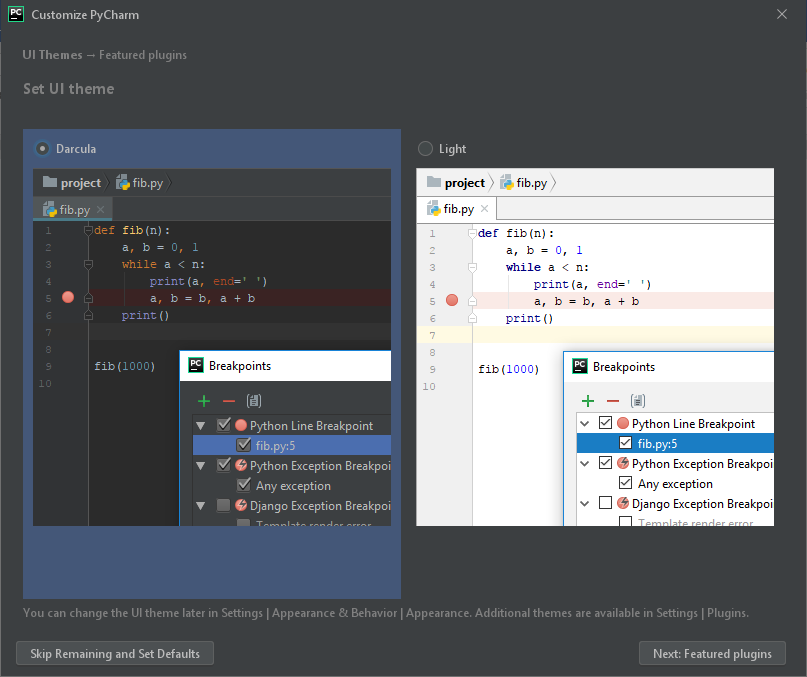 PC Customize PyCharm
UI Themes → Featured plugins
Set UI theme
Darcula
project fib.py
fib.py
1 def fib(n):
2 a, b = 0, 1
3 while a < n:
4 print(a, end=' ')
5 a, b = b, a + b
6 print()
7
8
9 fib(1000)
10
PC Breakpoints
Python Line Breakpoint
fib.py:5
Python Exception Breakpoi
Any exception
Django Exception Breakpoi
Template render error
Light
project fib.py
fib.py
1 def fib(n):
2 a, b = 0, 1
3 while a < n:
4 print(a, end=' ')
5 a, b = b, a + b
6 print()
7
8
9 fib(1000)
10
PC Breakpoints
Python Line Breakpoint
fib.py:5
Python Exception Breakpoi
Any exception
Django Exception Breakpoi
Template render error
You can change the UI theme later in Settings | Appearance & Behavior | Appearance. Additional themes are available in Settings | Plugins.
Skip Remaining and Set Defaults
Next: Featured plugins